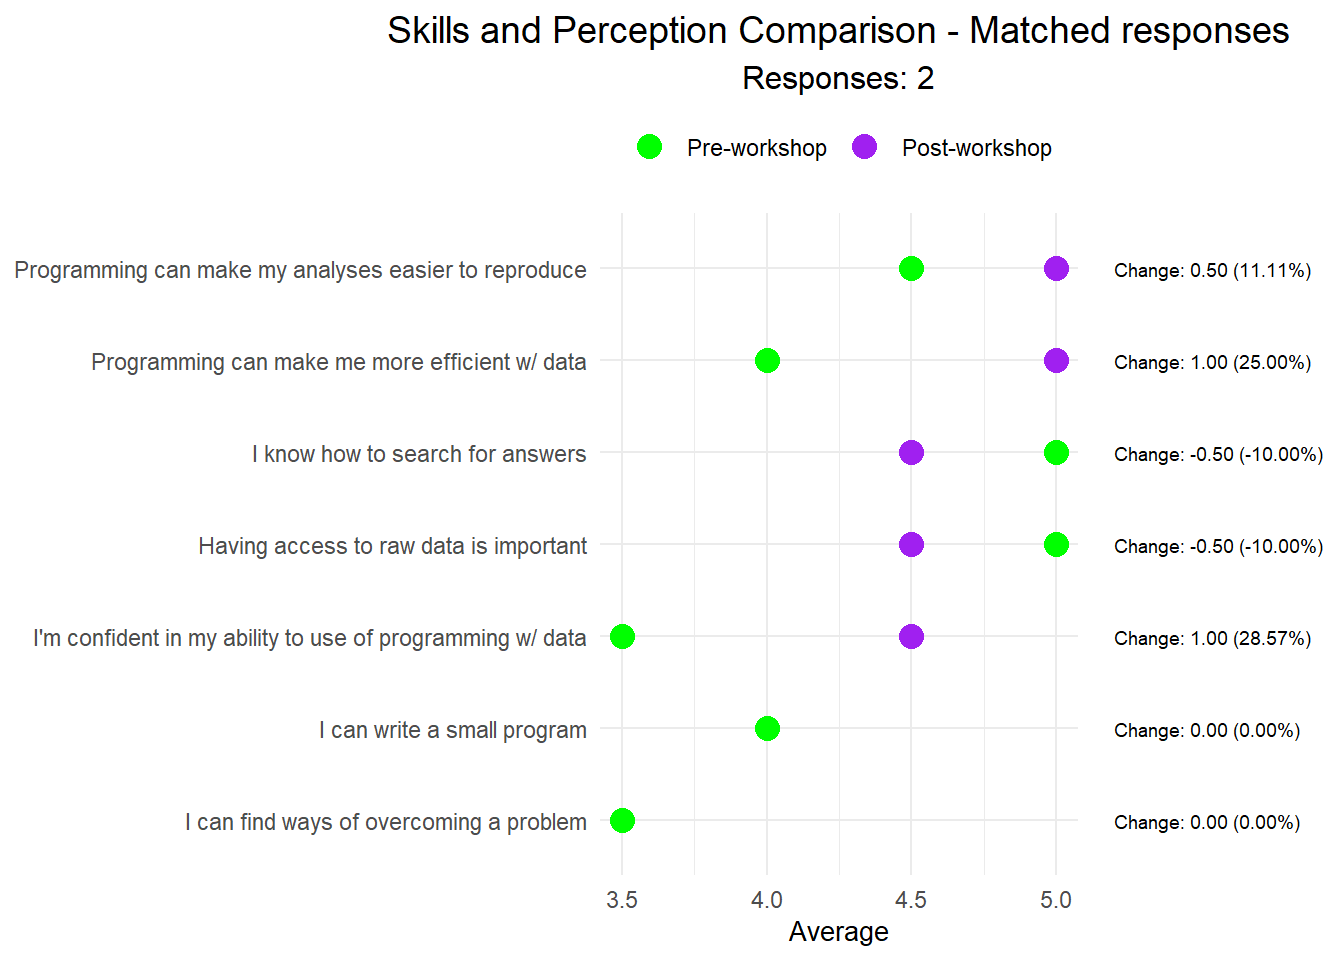 Skills and Perception Comparison - Matched responses
Responses: 2
Pre-workshop Post-workshop
Programming can make my analyses easier to reproduce Change: 0.50 (11.11%)
Programming can make me more efficient w/ data Change: 1.00 (25.00%)
I know how to search for answers Change: -0.50 (-10.00%)
Having access to raw data is important Change: -0.50 (-10.00%)
I'm confident in my ability to use of programming w/ data Change: 1.00 (28.57%)
I can write a small program Change: 0.00 (0.00%)
I can find ways of overcoming a problem Change: 0.00 (0.00%)
3.5 4.0 4.5 5.0
Average